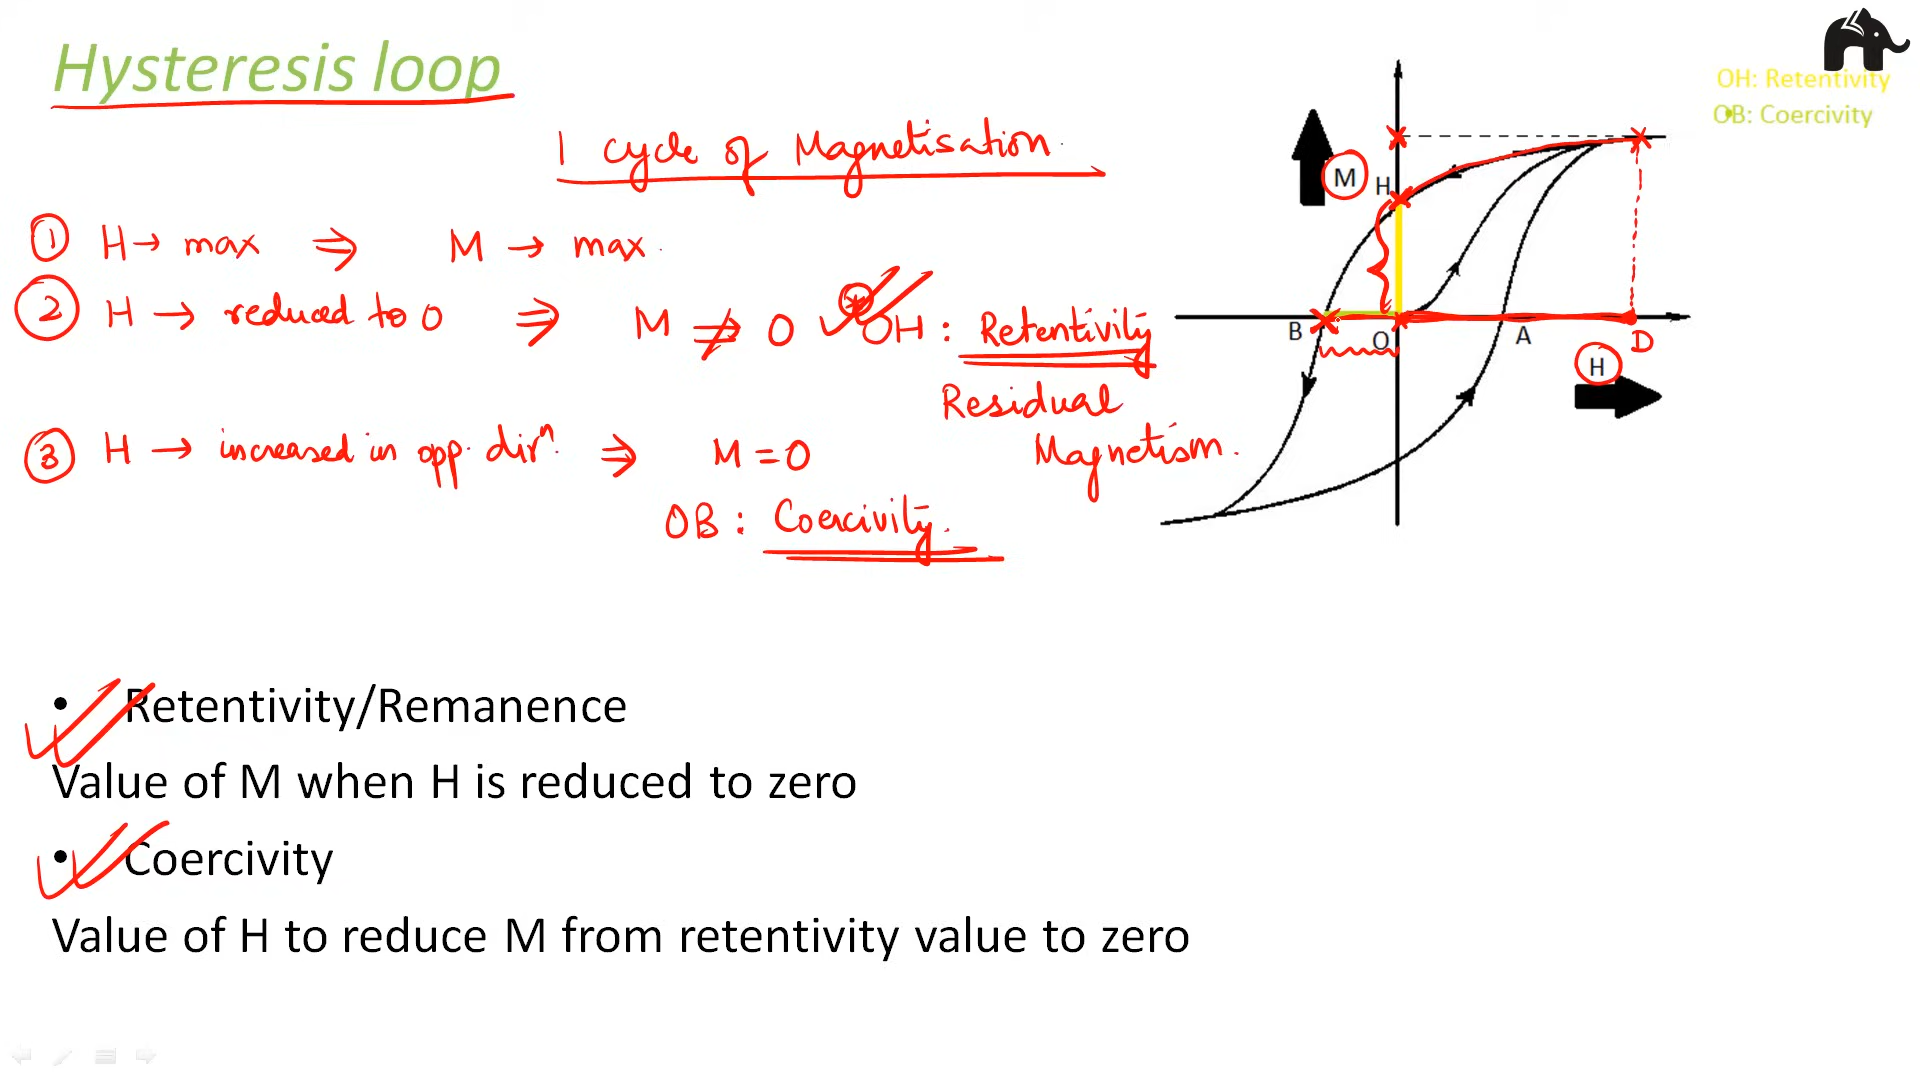 Hysteresis loop
OH: Retentivity
OB: Coercivity
1 cycle of Magnetisation
M
H
① H → max ⇒ M → max
② H → reduced to 0 ⇒ M ≠> 0 OH : Retentivity
Residual
Magnetism.
B
O
A
D
H
③ H → increased in opp. dirⁿ. ⇒ M = 0
OB : Coercivity.
• Retentivity/Remanence
Value of M when H is reduced to zero
• Coercivity
Value of H to reduce M from retentivity value to zero